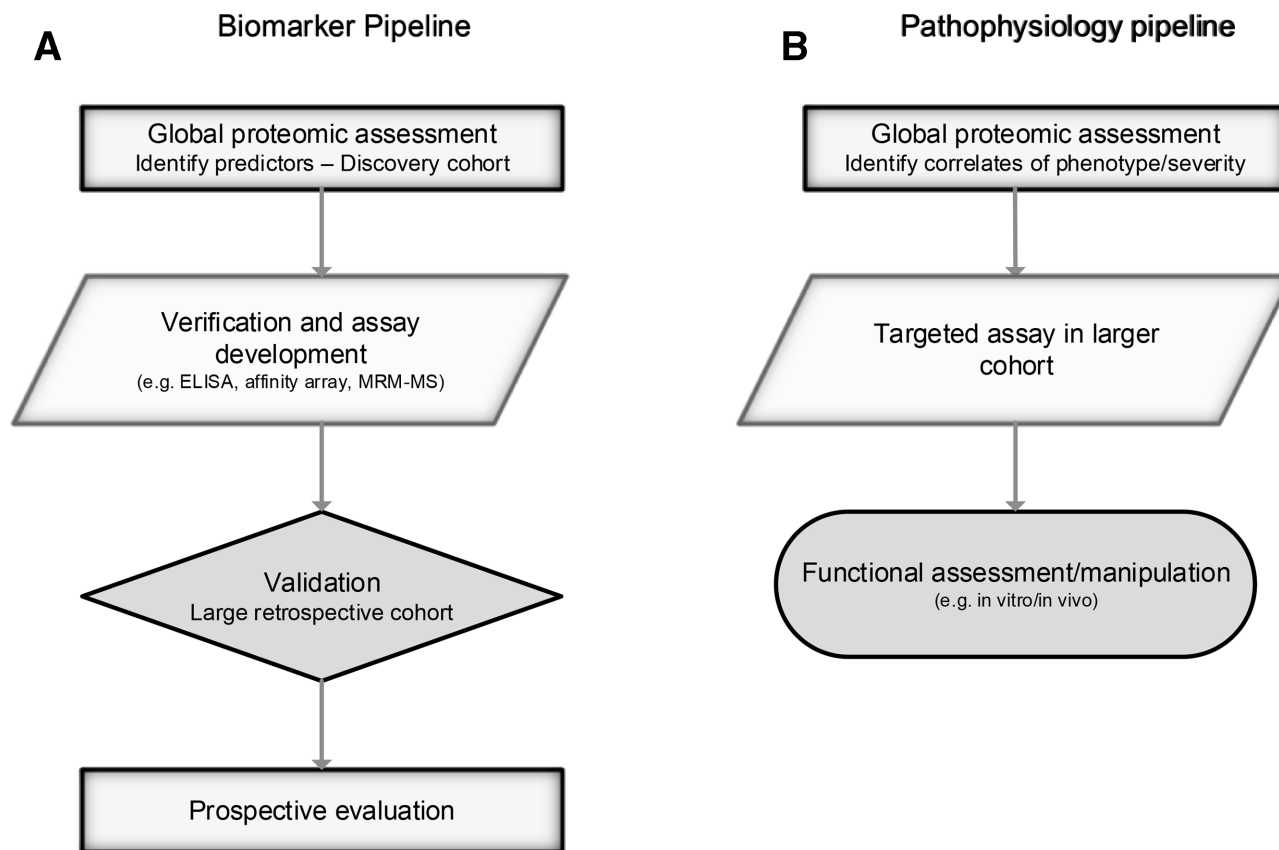 A
Biomarker Pipeline
Global proteomic assessment
Identify predictors – Discovery cohort
Verification and assay
development
(e.g. ELISA, affinity array, MRM-MS)
Validation
Large retrospective cohort
Prospective evaluation
B
Pathophysiology pipeline
Global proteomic assessment
Identify correlates of phenotype/severity
Targeted assay in larger
cohort
Functional assessment/manipulation
(e.g. in vitro/in vivo)